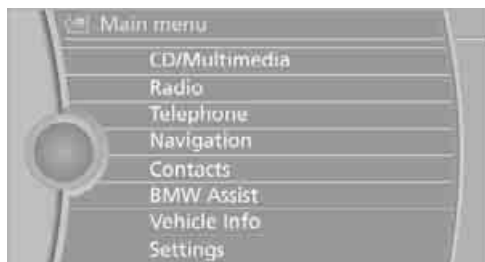 Main menu
CD/Multimedia
Radio
Telephone
Navigation
Contacts
BMW Assist
Vehicle Info
Settings